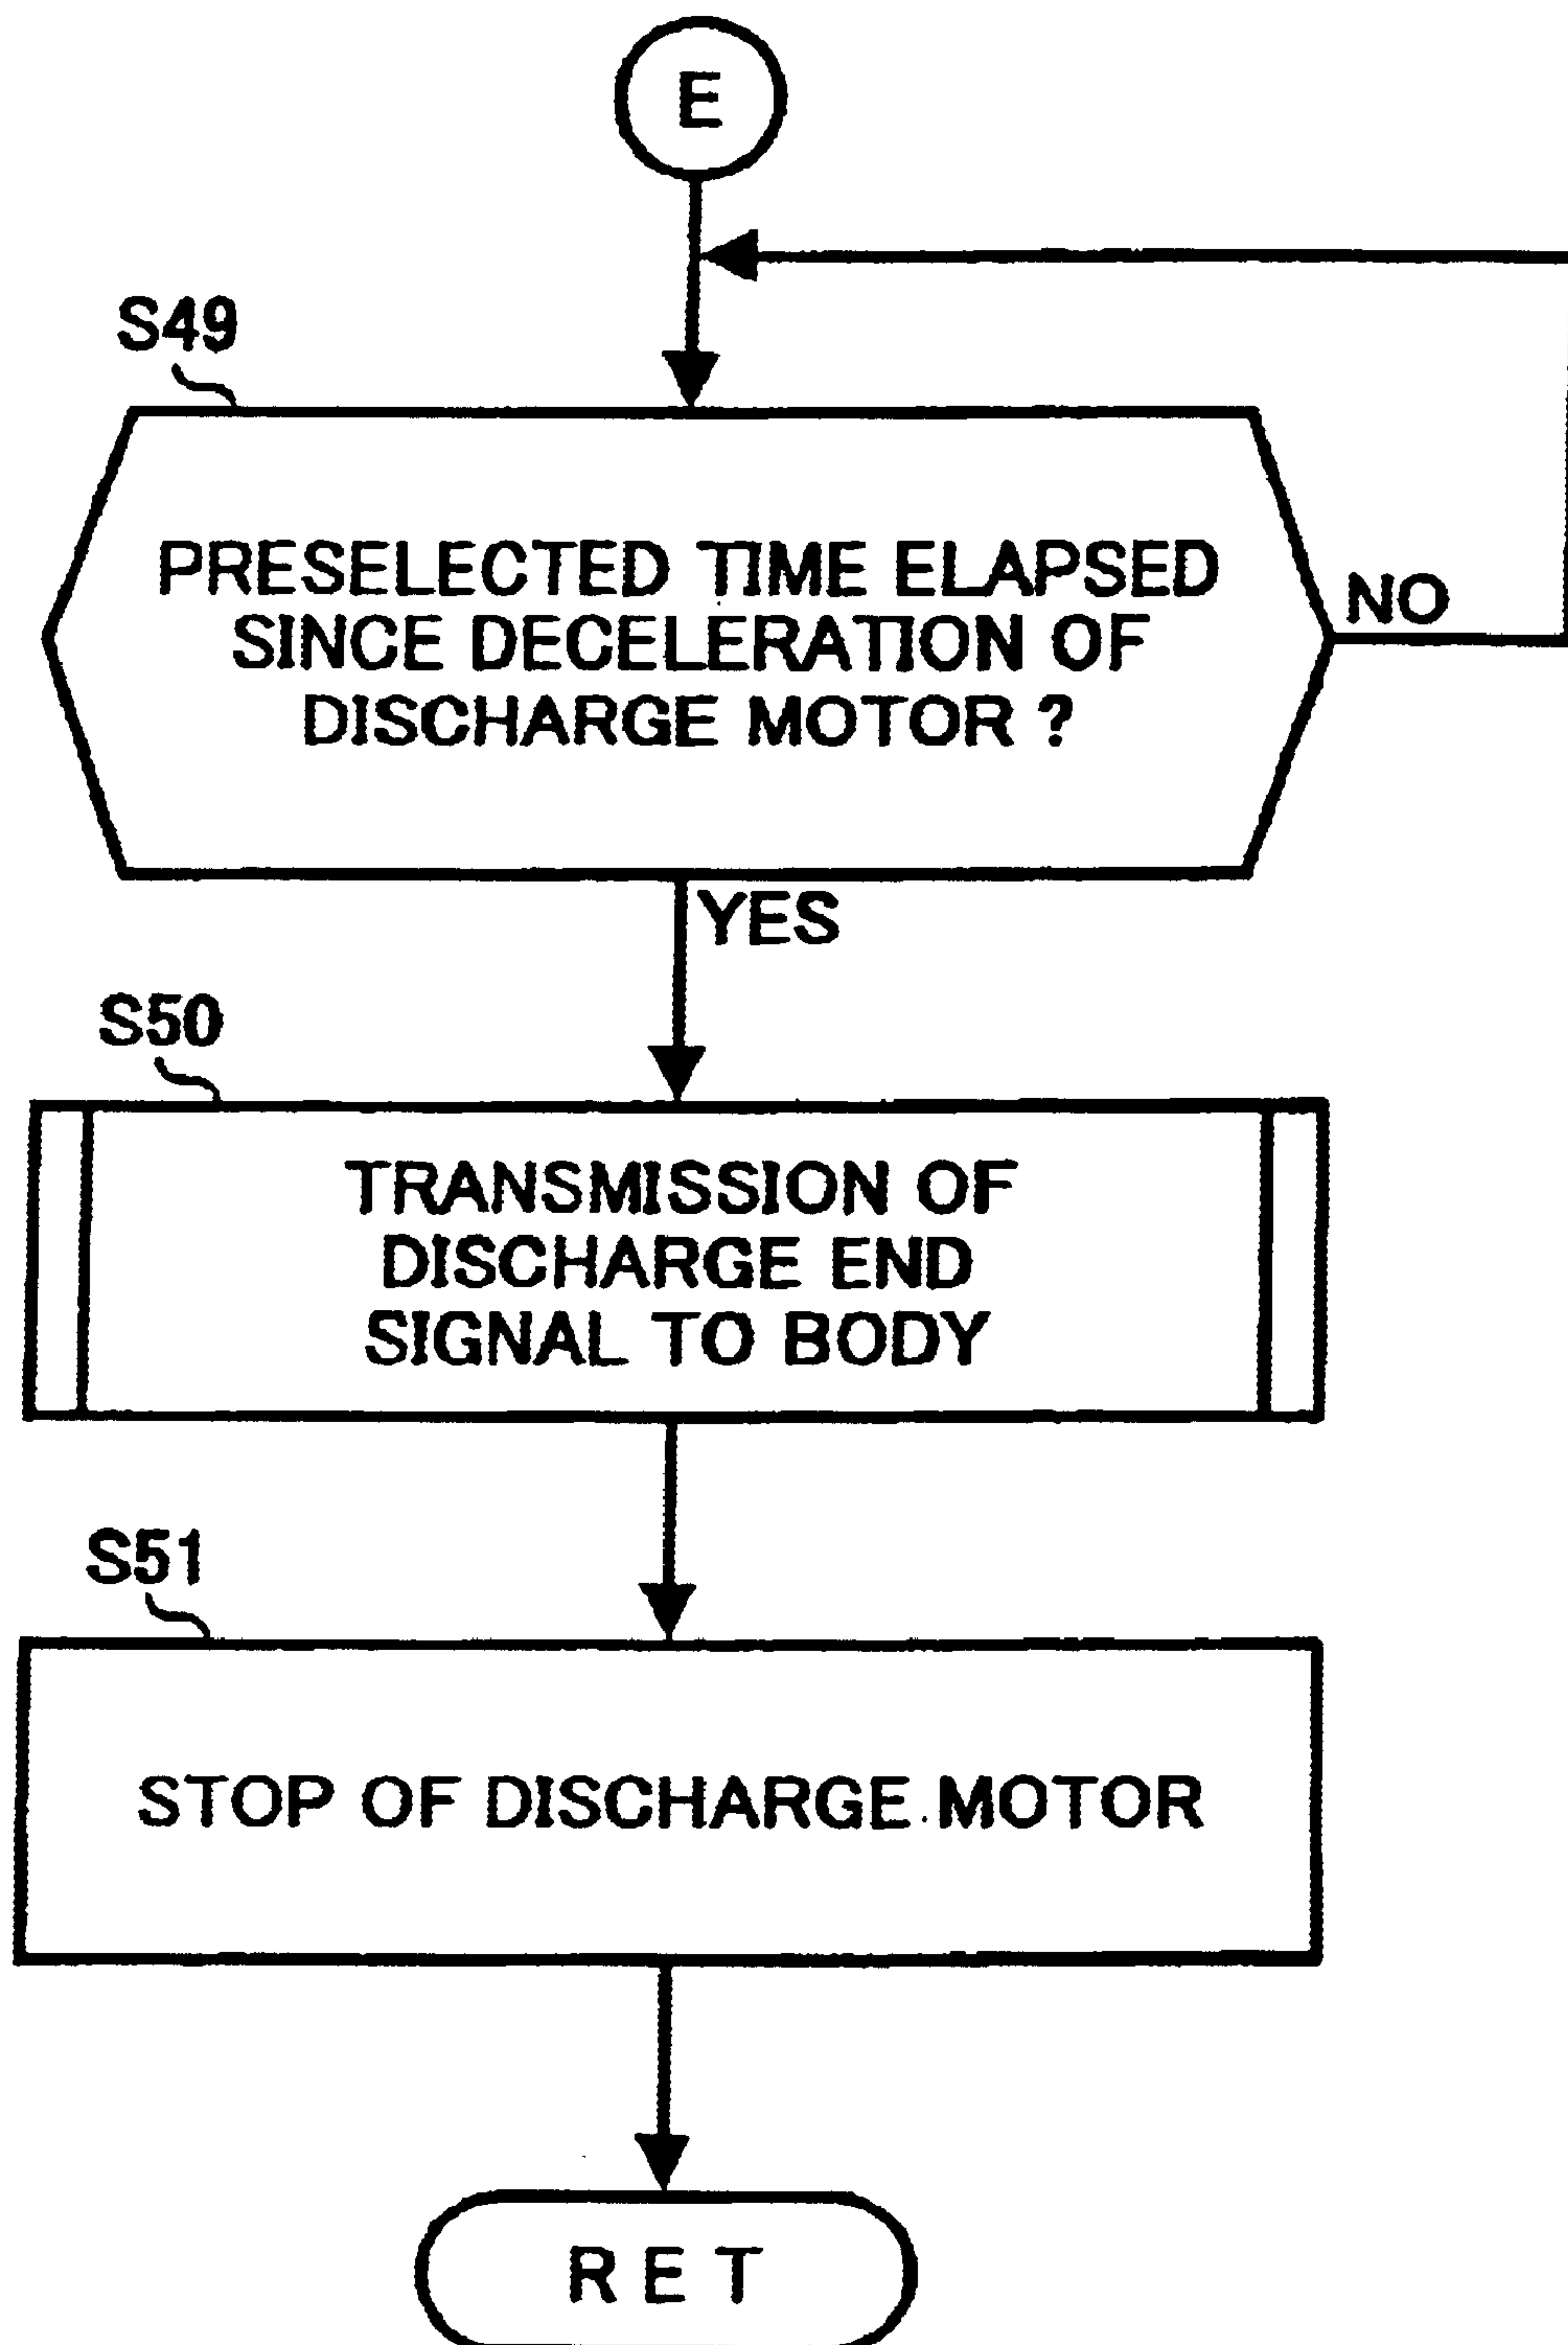 E
S49
PRESELECTED TIME ELAPSED
SINCE DECELERATION OF
DISCHARGE MOTOR ?
NO
YES
S50
TRANSMISSION OF
DISCHARGE END
SIGNAL TO BODY
S51
STOP OF DISCHARGE MOTOR
RET